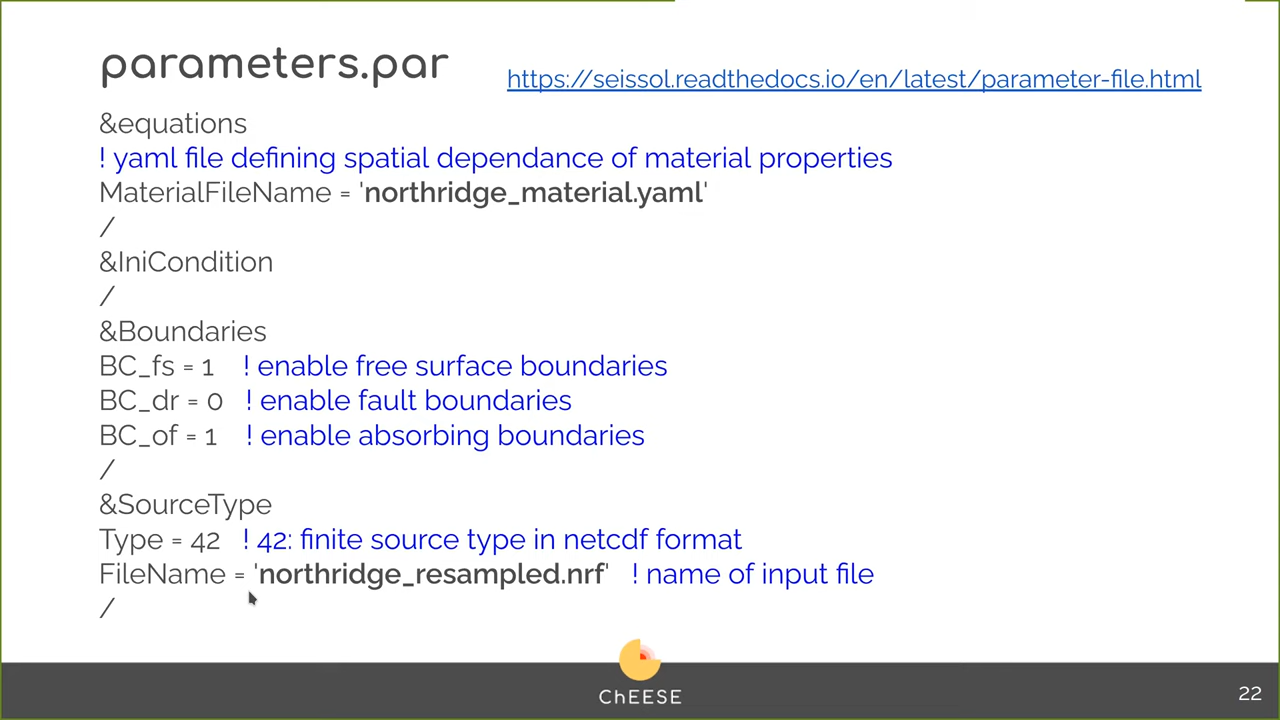 parameters.par
https://seissol.readthedocs.io/en/latest/parameter-file.html
&equations
! yaml file defining spatial dependance of material properties
MaterialFileName = 'northridge_material.yaml'
/
&IniCondition
/
&Boundaries
BC_fs = 1 ! enable free surface boundaries
BC_dr = 0 ! enable fault boundaries
BC_of = 1 ! enable absorbing boundaries
/
&SourceType
Type = 42 ! 42: finite source type in netcdf format
FileName = 'northridge_resampled.nrf' ! name of input file
/
ChEESE
22